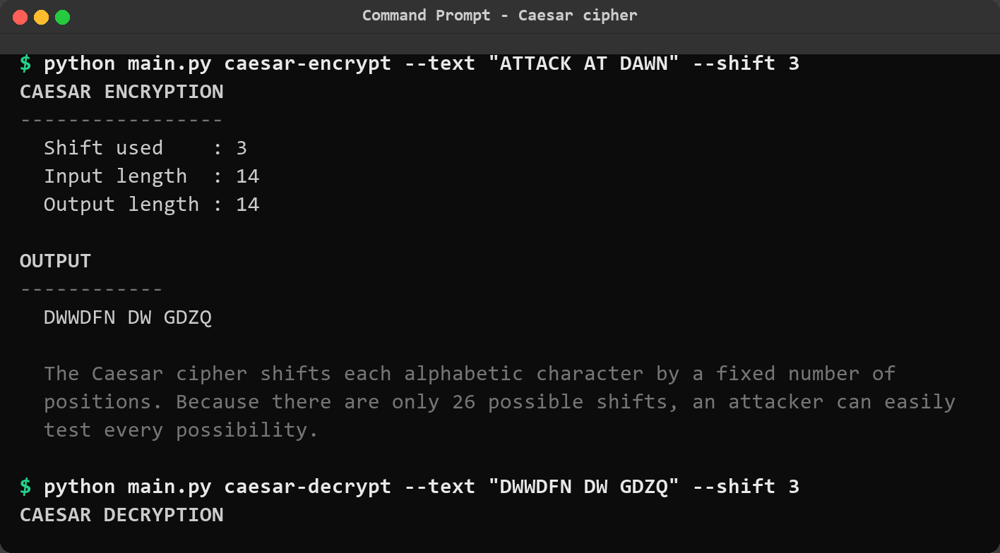 Command Prompt - Caesar cipher
$ python main.py caesar-encrypt --text "ATTACK AT DAWN" --shift 3
CAESAR ENCRYPTION
-----------------
Shift used    : 3
Input length  : 14
Output length : 14
OUTPUT
------------
DWWDFN DW GDZQ
The Caesar cipher shifts each alphabetic character by a fixed number of
positions. Because there are only 26 possible shifts, an attacker can easily
test every possibility.
$ python main.py caesar-decrypt --text "DWWDFN DW GDZQ" --shift 3
CAESAR DECRYPTION